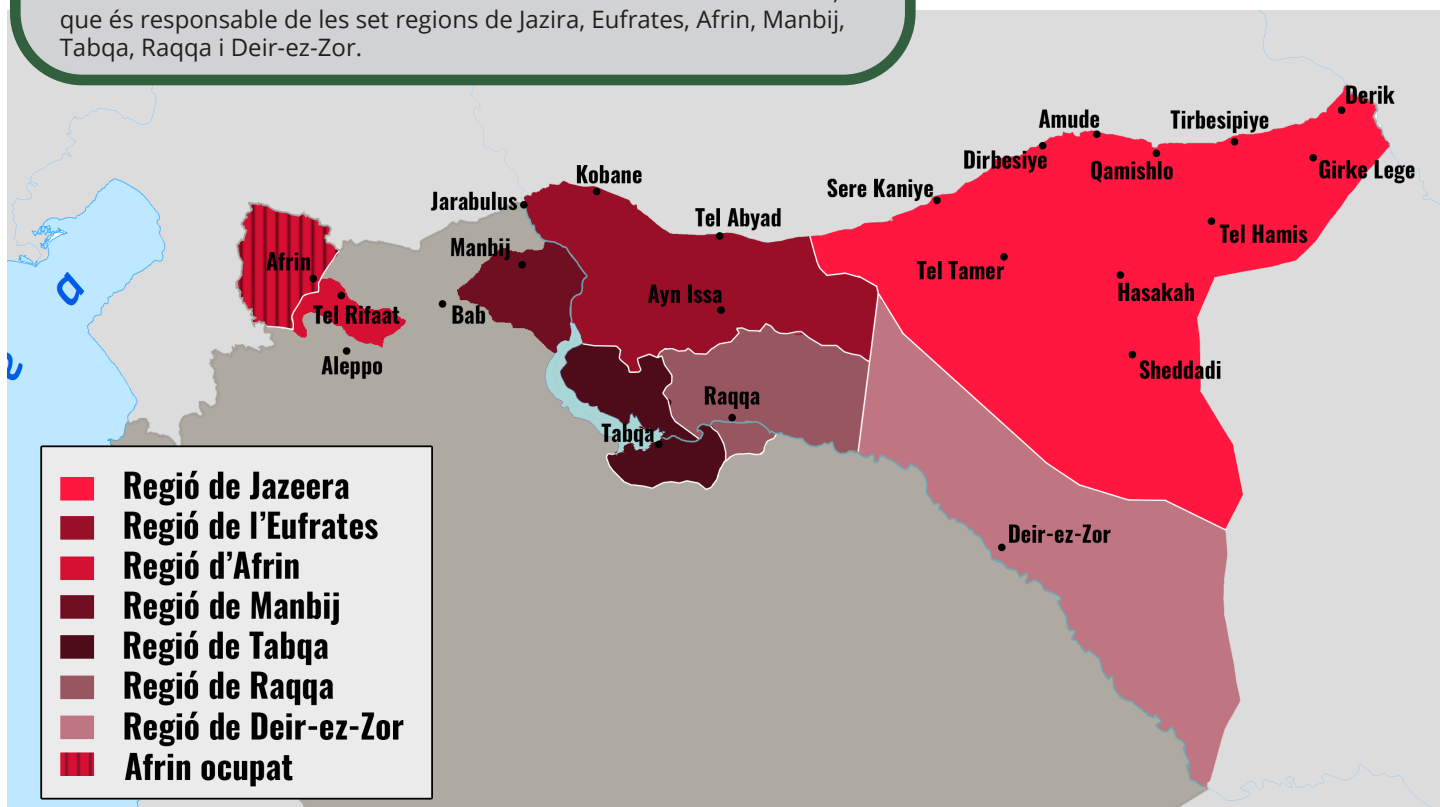 que és responsable de les set regions de Jazira, Eufrates, Afrin, Manbij,
Tabqa, Raqqa i Deir-ez-Zor.
Derik
Amude
Tirbesipiye
Dirbesiye
Qamishlo
Girke Lege
Kobane
Sere Kaniye
Jarabulus
Tel Abyad
Tel Hamis
Manbij
Afrin
Tel Tamer
Hasakah
Ayn Issa
Tel Rifaat
Bab
Aleppo
Sheddadi
Raqqa
Tabqa
Deir-ez-Zor
a
Regió de Jazeera
Regió de l’Eufrates
Regió d’Afrin
Regió de Manbij
Regió de Tabqa
Regió de Raqqa
Regió de Deir-ez-Zor
Afrin ocupat